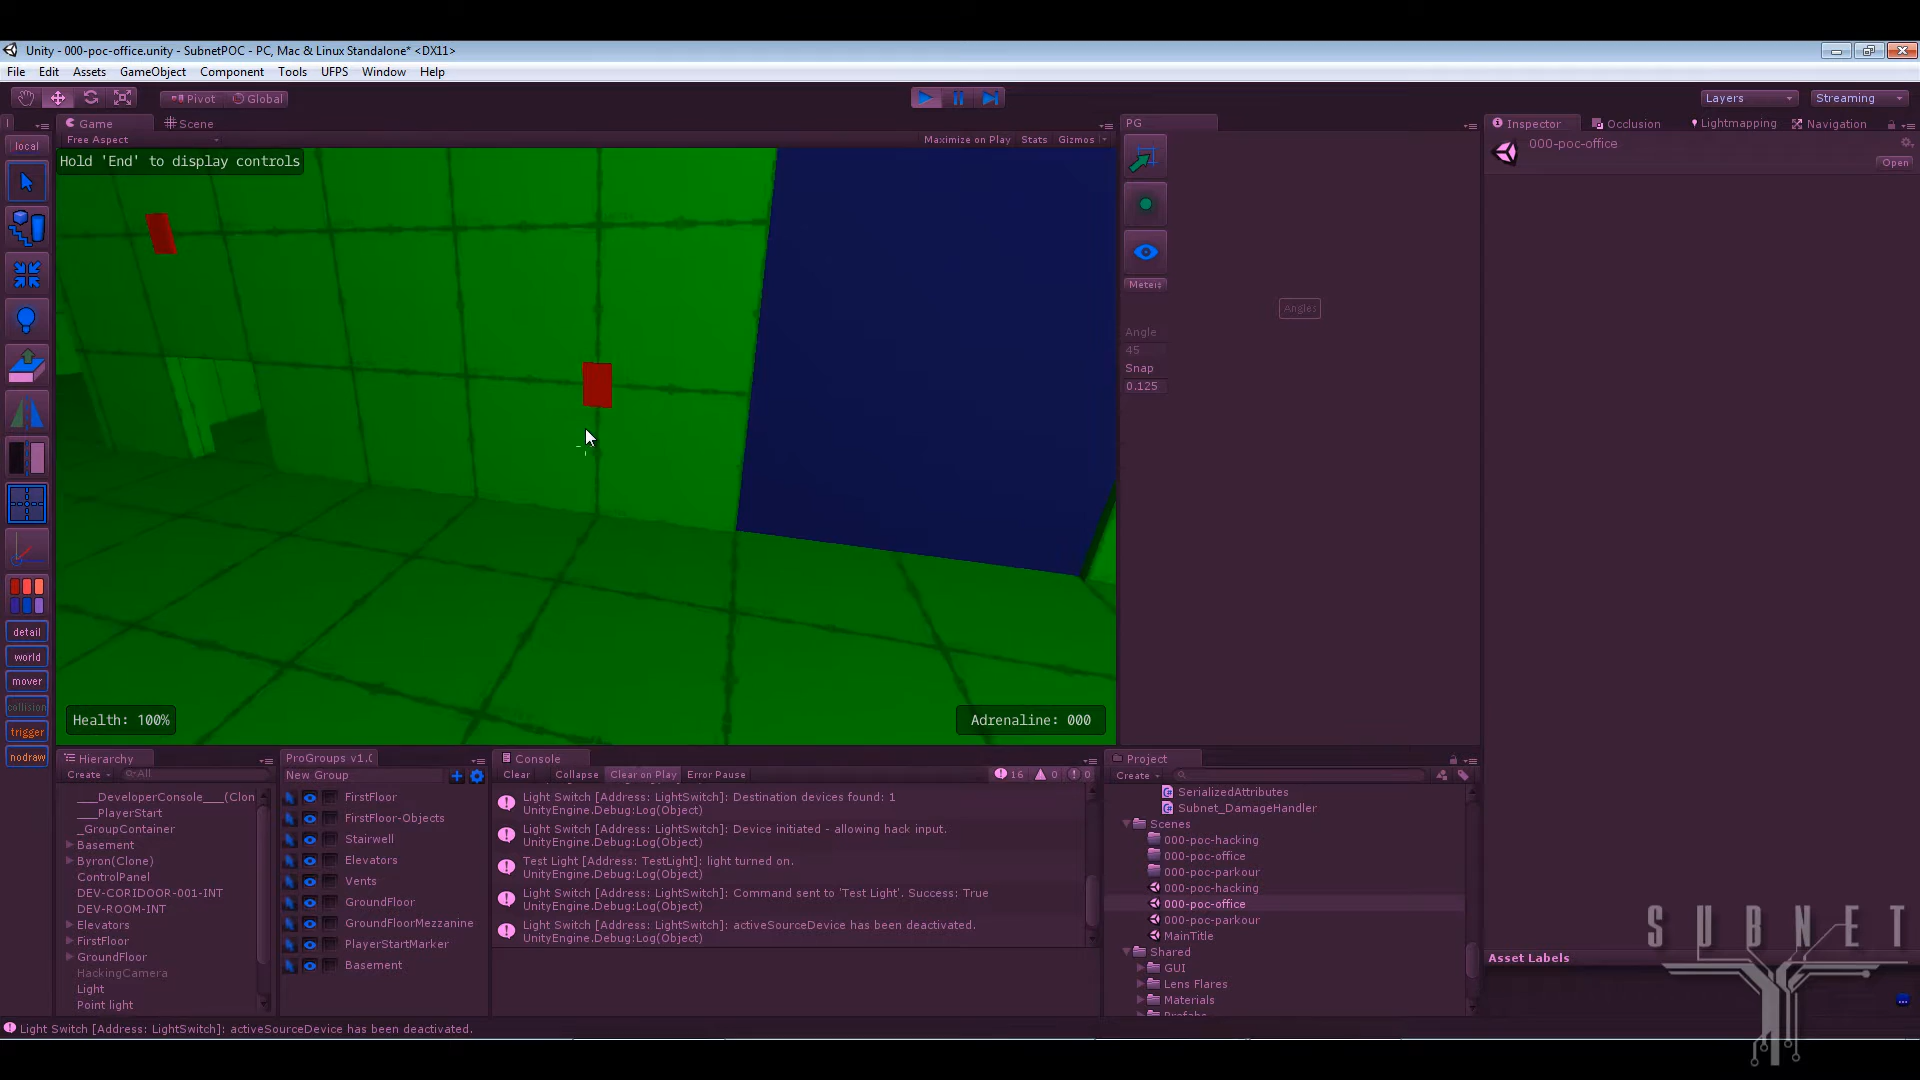 Unity - 000-poc-office.unity - SubnetPOC - PC, Mac & Linux Standalone* <DX11>
File Edit Assets GameObject Component Tools UFPS Window Help
Pivot Global Layers Streaming
Game Scene
Free Aspect Maximize on Play Stats Gizmos
Hold 'End' to display controls
Health: 100%
Adrenaline: 000
local
detail
world
mover
collision
trigger
nodraw
PG
Meters
Angles
Angle
45
Snap
0.125
Inspector Occlusion Lightmapping Navigation
000-poc-office
Open
Hierarchy
Create All
____DeveloperConsole____(Clon
____PlayerStart
_GroupContainer
Basement
Byron(Clone)
ControlPanel
DEV-CORIDOOR-001-INT
DEV-ROOM-INT
Elevators
FirstFloor
GroundFloor
HackingCamera
Light
Point light
ProGroups v1.0
New Group
FirstFloor
FirstFloor-Objects
Stairwell
Elevators
Vents
GroundFloor
GroundFloorMezzanine
PlayerStartMarker
Basement
Console
Clear Collapse Clear on Play Error Pause 16 0 0
Light Switch [Address: LightSwitch]: Destination devices found: 1
UnityEngine.Debug:Log(Object)
Light Switch [Address: LightSwitch]: Device initiated - allowing hack input.
UnityEngine.Debug:Log(Object)
Test Light [Address: TestLight]: light turned on.
UnityEngine.Debug:Log(Object)
Light Switch [Address: LightSwitch]: Command sent to 'Test Light'. Success: True
UnityEngine.Debug:Log(Object)
Light Switch [Address: LightSwitch]: activeSourceDevice has been deactivated.
UnityEngine.Debug:Log(Object)
Project
Create
SerializedAttributes
Subnet_DamageHandler
Scenes
000-poc-hacking
000-poc-office
000-poc-parkour
000-poc-hacking
000-poc-office
000-poc-parkour
MainTitle
Shared
GUI
Lens Flares
Materials
Prefabs
SUBNET
Asset Labels
Light Switch [Address: LightSwitch]: activeSourceDevice has been deactivated.